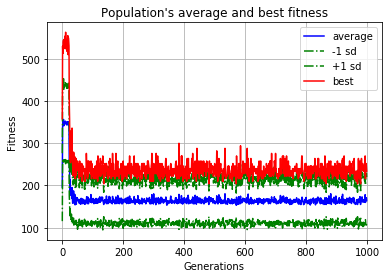 Population's average and best fitness
Fitness
500
400
300
200
100
average
-1 sd
+1 sd
best
0
200
400
600
800
1000
Generations